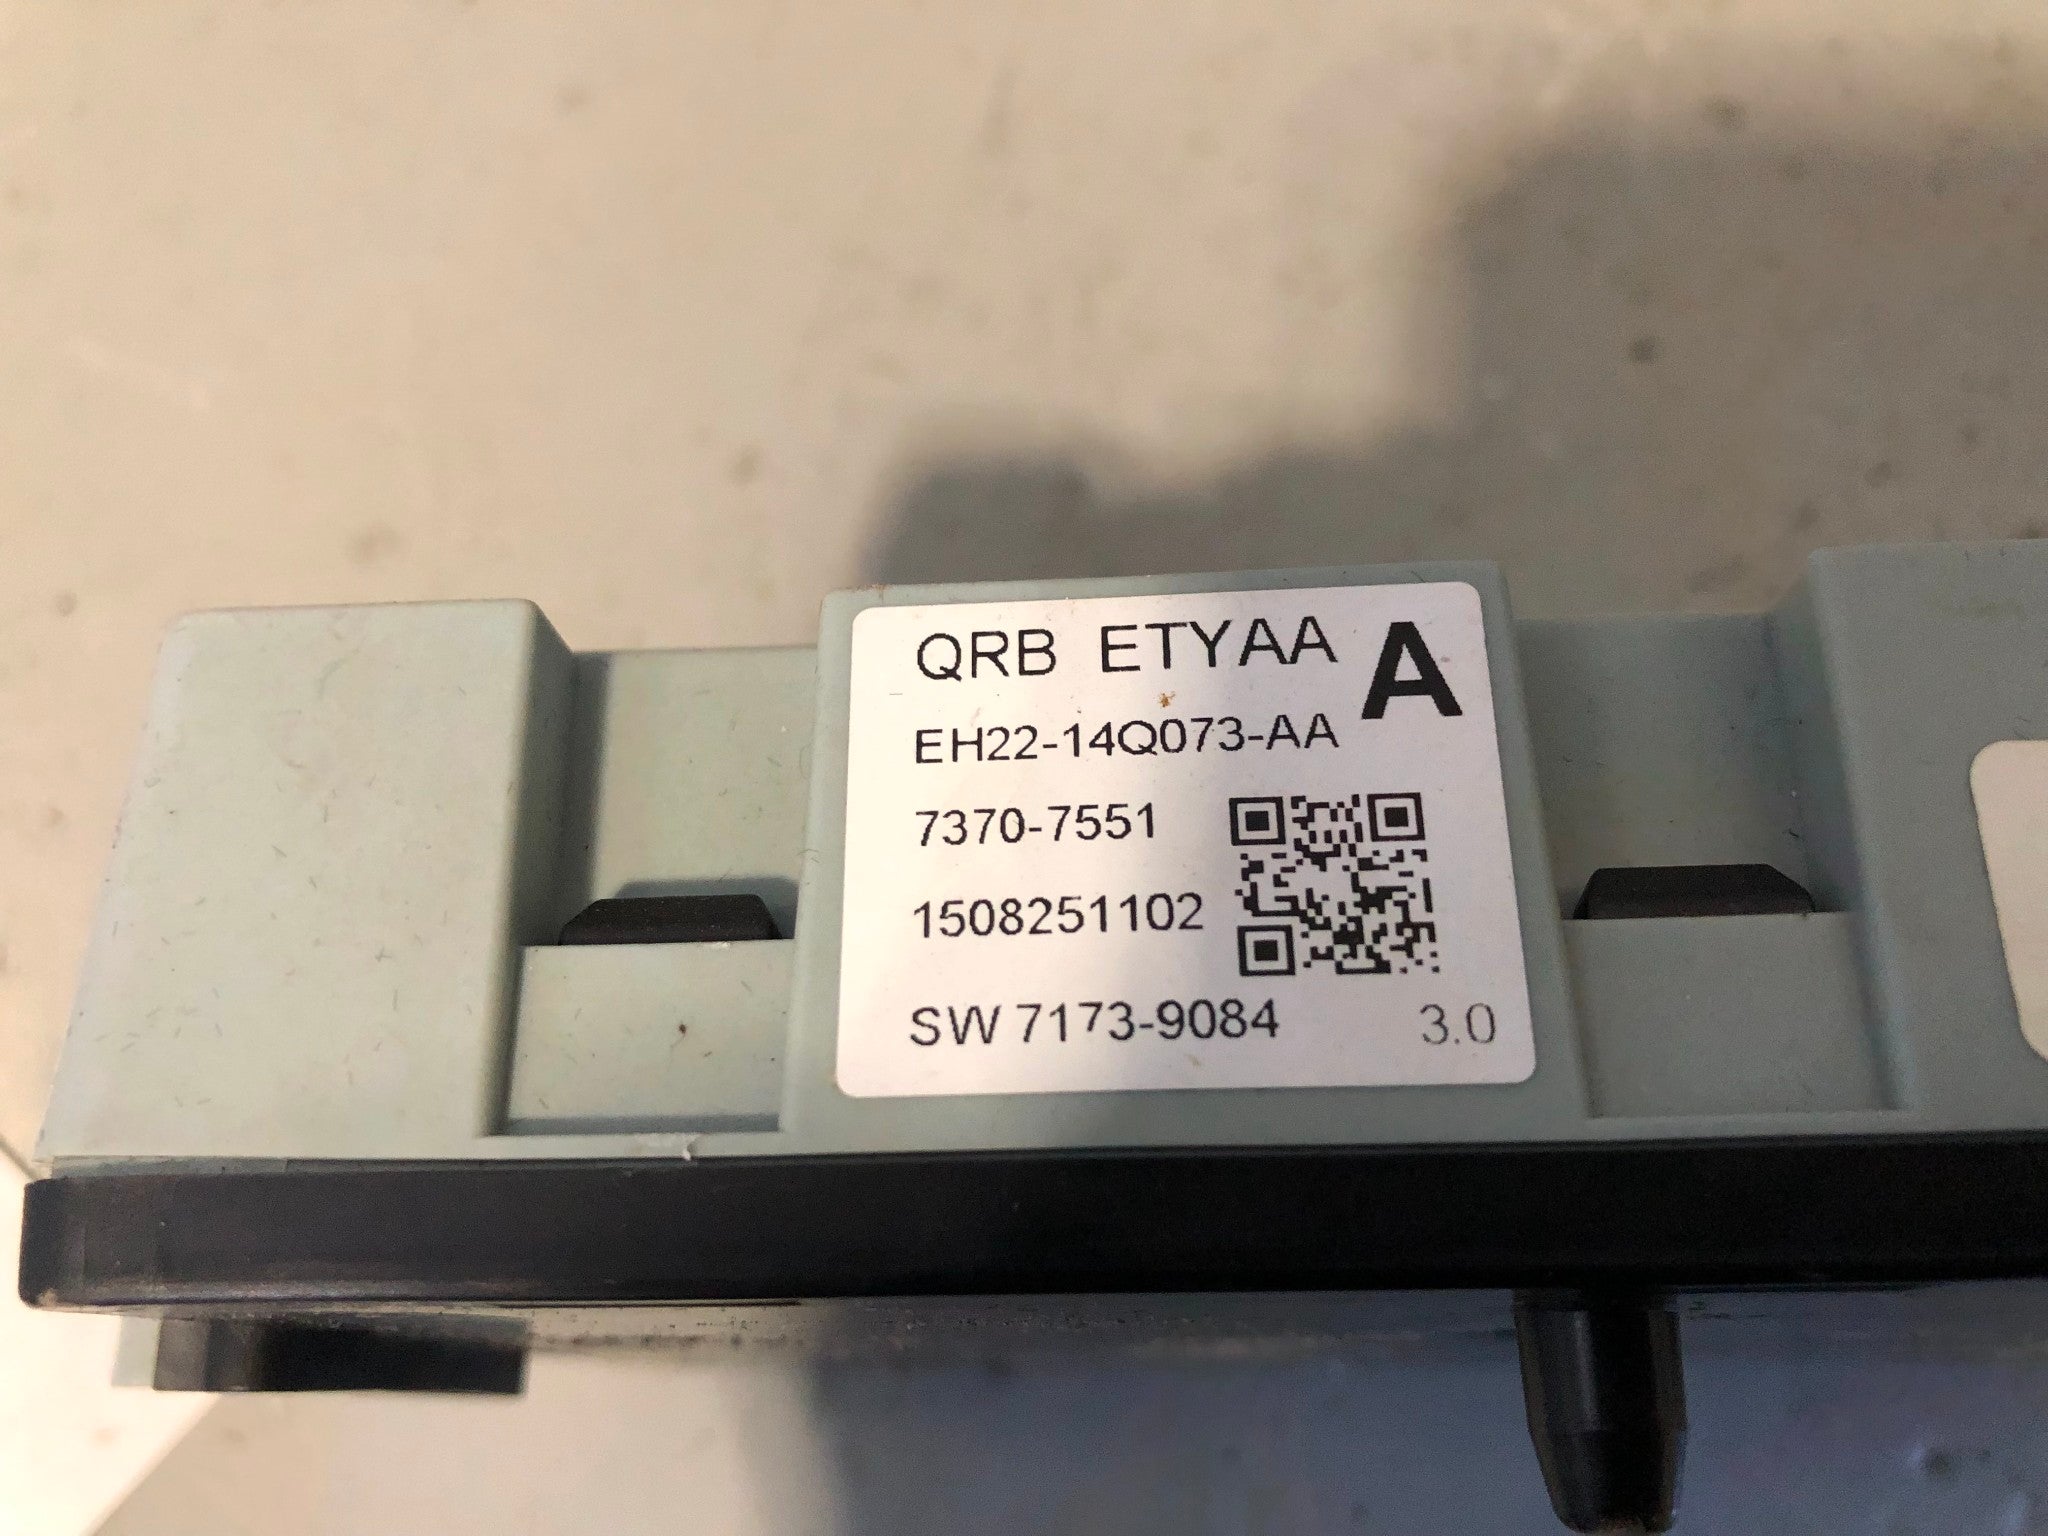 QRB ETYAA A
EH22-14Q073-AA
7370-7551
1508251102
SW 7173-9084 3.0